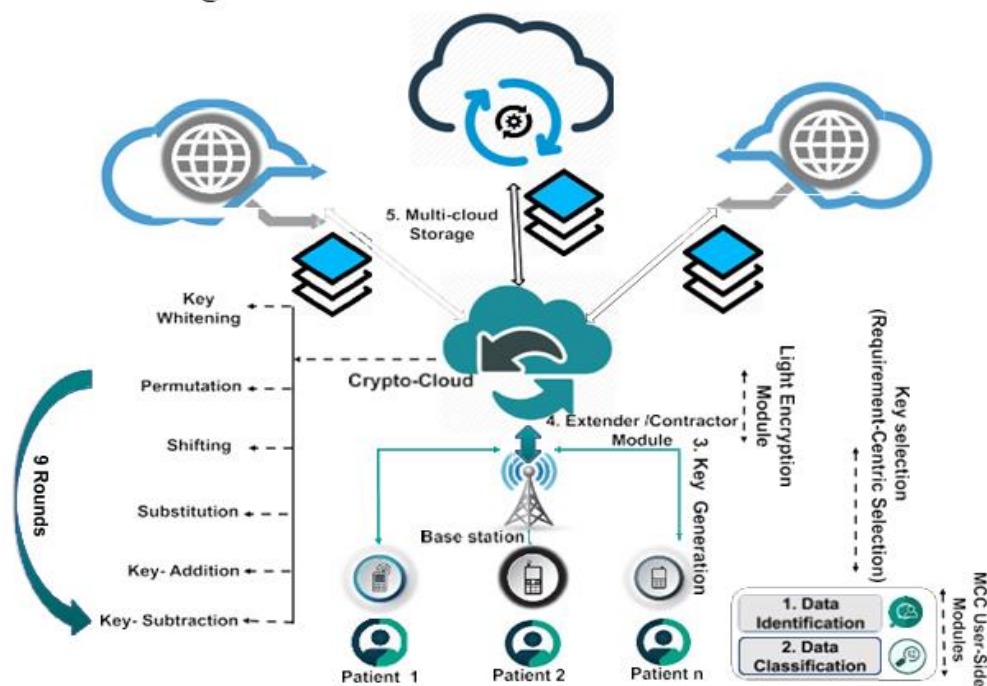 5. Multi-cloud
Storage
Key
Whitening
Crypto-Cloud
Permutation
Shifting
Substitution
Key- Addition
Key- Subtraction
9 Rounds
4. Extender /Contractor
Module
3. Key Generation
Light Encryption
Module
Key selection
(Requirement-Centric Selection)
Base station
Patient 1
Patient 2
Patient n
1. Data
Identification
2. Data
Classification
MCC User-Side
Modules